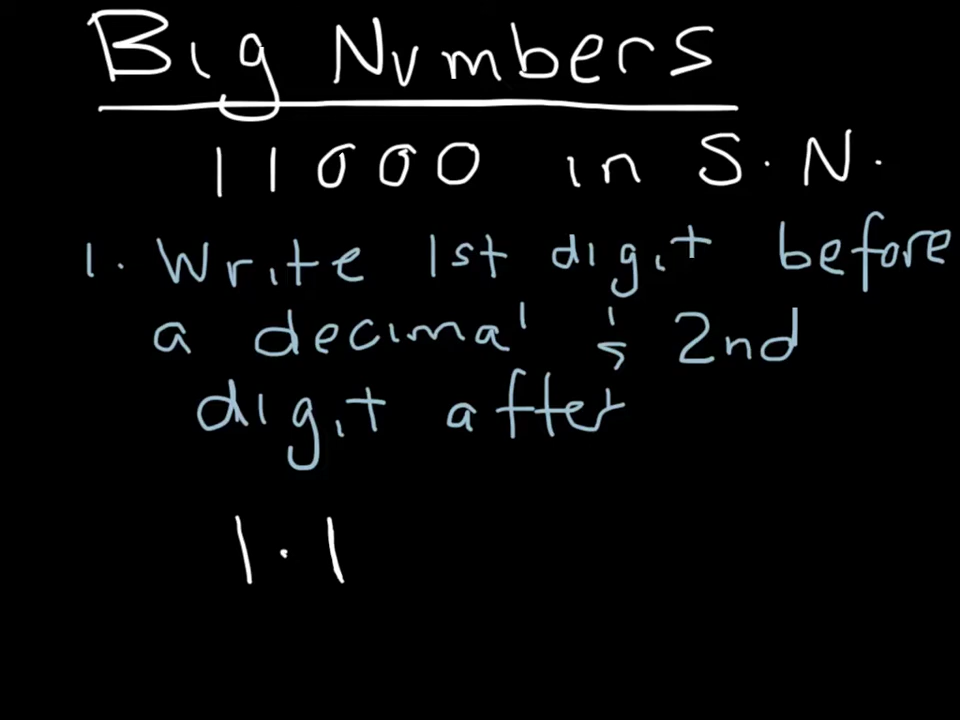 Big Numbers
11000 in S.N.
1. Write 1st digit before
a decimal & 2nd
digit after
1.1